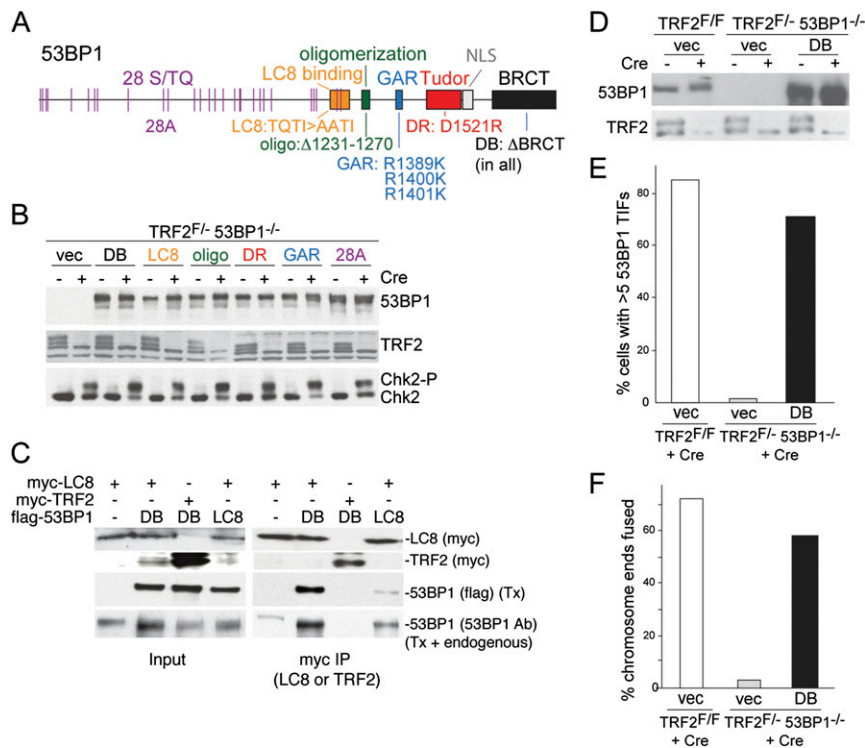 A
53BP1
28 S/TQ
28A
oligomerization
LC8 binding
GAR
Tudor
NLS
BRCT
LC8:TQTI>AATI
oligo:Δ1231-1270
GAR: R1389K
R1400K
R1401K
DR: D1521R
DB: ΔBRCT
(in all)
B
TRF2F/- 53BP1-/-
vec DB LC8 oligo DR GAR 28A
- + - + - + - + - + - + - + Cre
53BP1
TRF2
Chk2-P
Chk2
C
myc-LC8 + + - + + + - +
myc-TRF2 - - + - - - + -
flag-53BP1 - DB DB LC8 - DB DB LC8
-LC8 (myc)
-TRF2 (myc)
-53BP1 (flag) (Tx)
-53BP1 (53BP1 Ab)
(Tx + endogenous)
Input
myc IP
(LC8 or TRF2)
D
TRF2F/F TRF2F/- 53BP1-/-
vec vec DB
Cre - + - + - +
53BP1
TRF2
E
% cells with >5 53BP1 TIFs
80
60
40
20
0
vec vec DB
TRF2F/F TRF2F/- 53BP1-/-
+ Cre + Cre
F
% chromosome ends fused
60
40
20
0
vec vec DB
TRF2F/F TRF2F/- 53BP1-/-
+ Cre + Cre